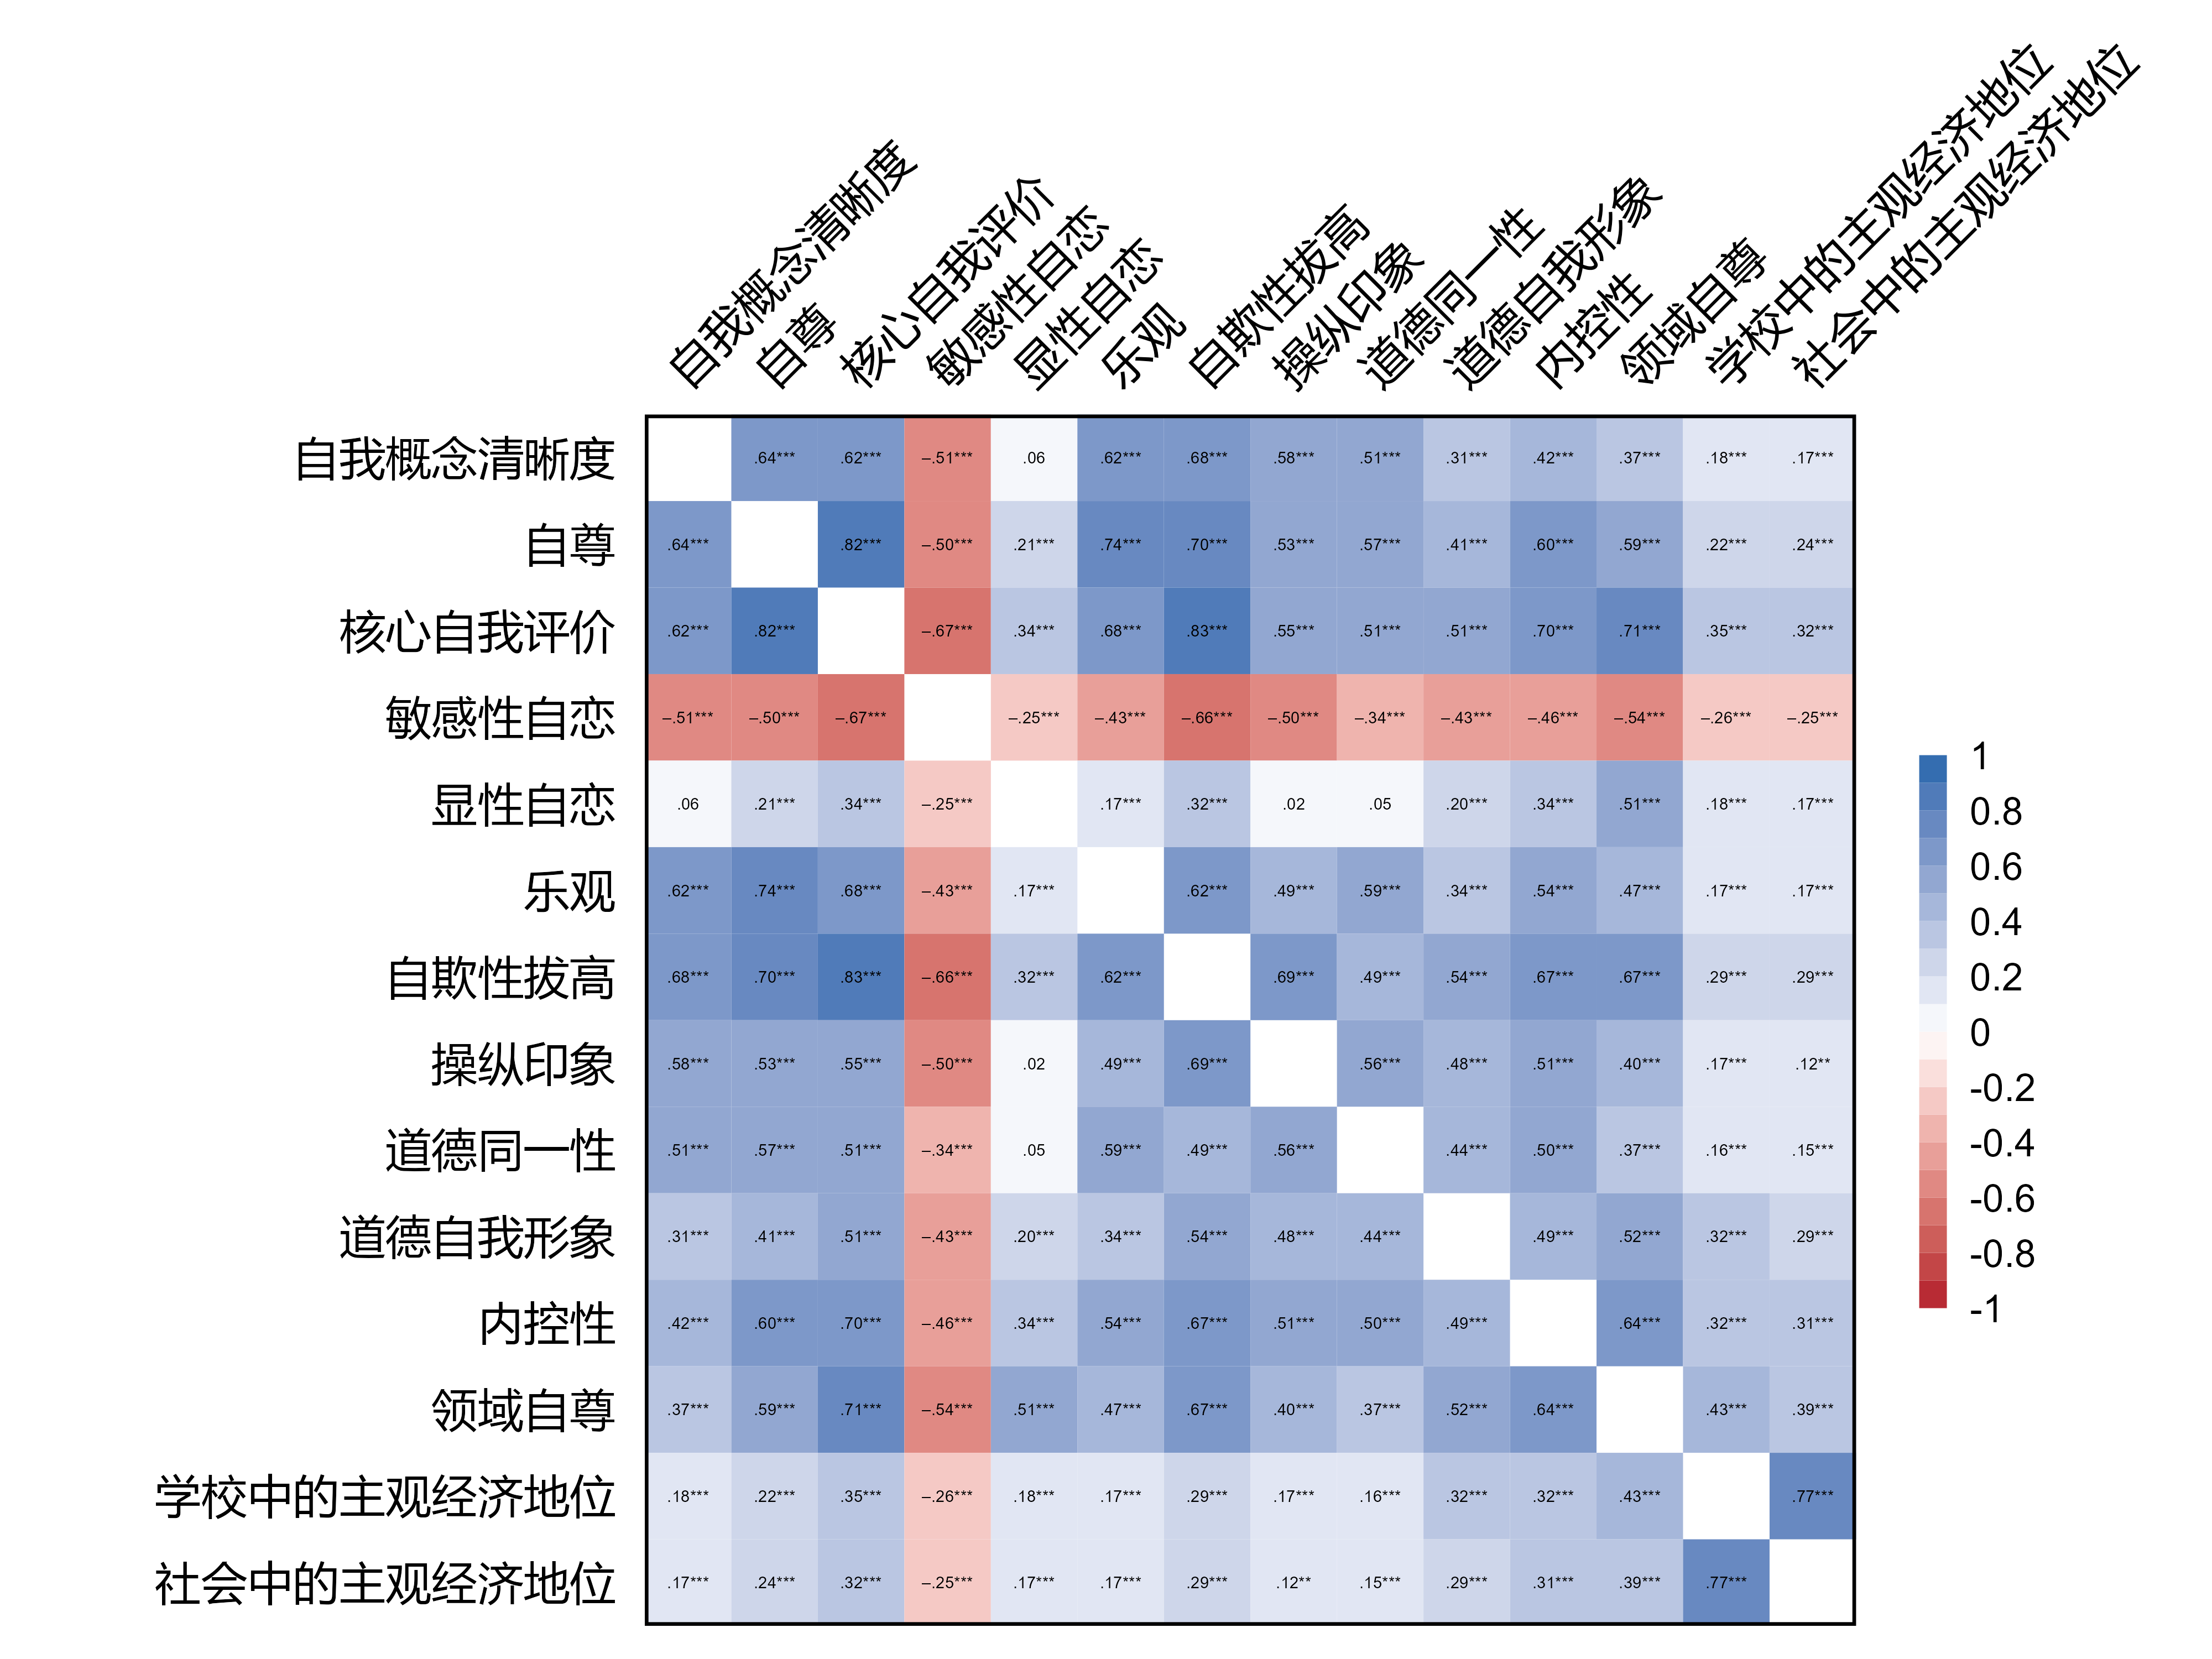 自我概念清晰度
自尊
核心自我评价
敏感性自恋
显性自恋
乐观
自欺性拔高
操纵印象
道德同一性
道德自我形象
内控性
领域自尊
学校中的主观经济地位
社会中的主观经济地位
自我概念清晰度 .64*** .62*** –.51*** .06 .62*** .68*** .58*** .51*** .31*** .42*** .37*** .18*** .17***
自尊 .64*** .82*** –.50*** .21*** .74*** .70*** .53*** .57*** .41*** .60*** .59*** .22*** .24***
核心自我评价 .62*** .82*** –.67*** .34*** .68*** .83*** .55*** .51*** .51*** .70*** .71*** .35*** .32***
敏感性自恋 –.51*** –.50*** –.67*** –.25*** –.43*** –.66*** –.50*** –.34*** –.43*** –.46*** –.54*** –.26*** –.25***
显性自恋 .06 .21*** .34*** –.25*** .17*** .32*** .02 .05 .20*** .34*** .51*** .18*** .17***
乐观 .62*** .74*** .68*** –.43*** .17*** .62*** .49*** .59*** .34*** .54*** .47*** .17*** .17***
自欺性拔高 .68*** .70*** .83*** –.66*** .32*** .62*** .69*** .49*** .54*** .67*** .67*** .29*** .29***
操纵印象 .58*** .53*** .55*** –.50*** .02 .49*** .69*** .56*** .48*** .51*** .40*** .17*** .12**
道德同一性 .51*** .57*** .51*** –.34*** .05 .59*** .49*** .56*** .44*** .50*** .37*** .16*** .15***
道德自我形象 .31*** .41*** .51*** –.43*** .20*** .34*** .54*** .48*** .44*** .49*** .52*** .32*** .29***
内控性 .42*** .60*** .70*** –.46*** .34*** .54*** .67*** .51*** .50*** .49*** .64*** .32*** .31***
领域自尊 .37*** .59*** .71*** –.54*** .51*** .47*** .67*** .40*** .37*** .52*** .64*** .43*** .39***
学校中的主观经济地位 .18*** .22*** .35*** –.26*** .18*** .17*** .29*** .17*** .16*** .32*** .32*** .43*** .77***
社会中的主观经济地位 .17*** .24*** .32*** –.25*** .17*** .17*** .29*** .12** .15*** .29*** .31*** .39*** .77***
1
0.8
0.6
0.4
0.2
0
-0.2
-0.4
-0.6
-0.8
-1